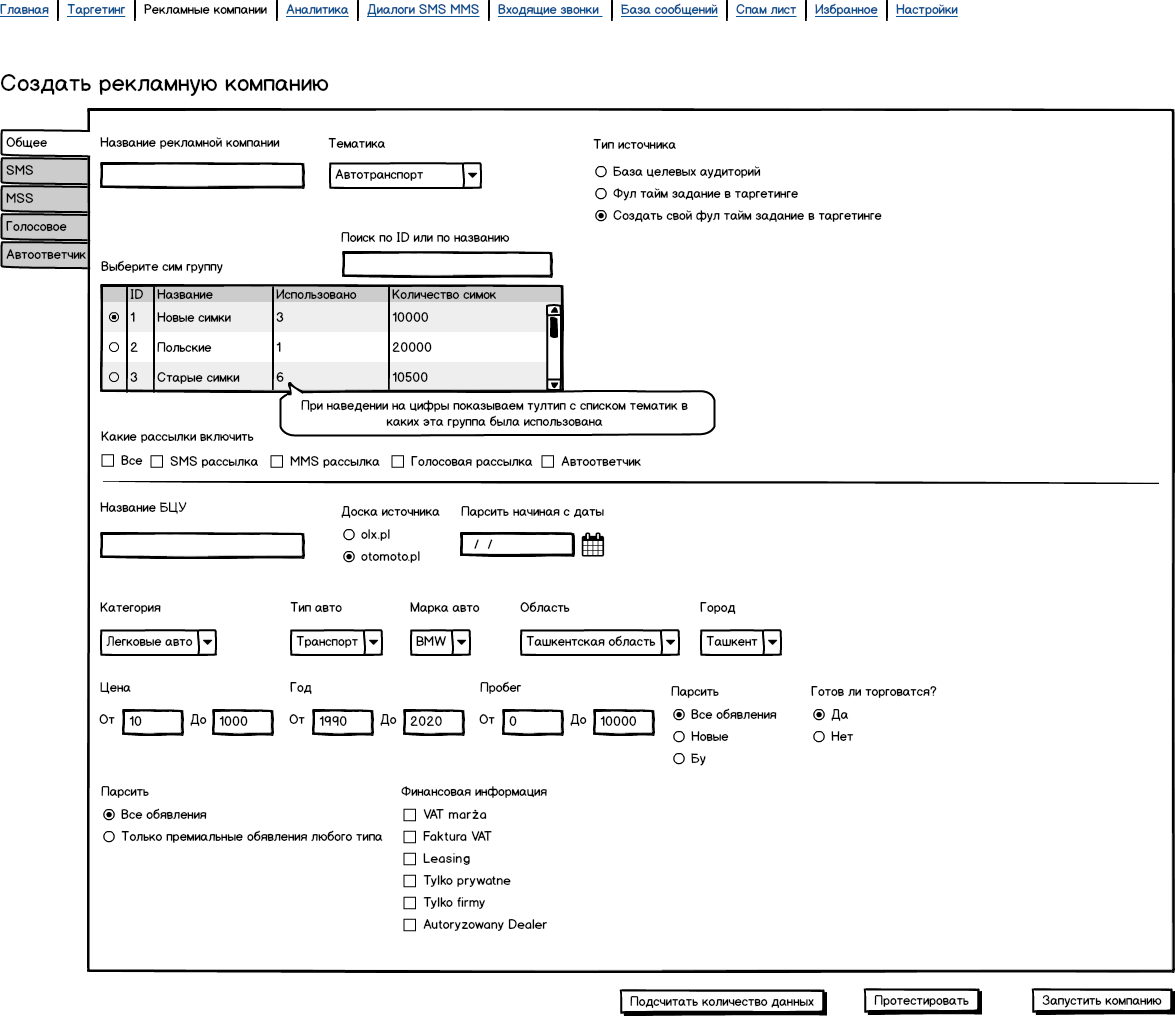 Главная Таргетинг Рекламные компании Аналитика Диалоги SMS MMS Входящие звонки База сообщений Спам лист Избранное Настройки
Создать рекламную компанию
Общее
SMS
MSS
Голосовое
Автоответчик
Название рекламной компании
Тематика
Автотранспорт
Тип источника
База целевых аудиторий
Фул тайм задание в таргетинге
Создать свой фул тайм задание в таргетинге
Поиск по ID или по названию
Выберите сим группу
ID Название Использовано Количество симок
1 Новые симки 3 10000
2 Польские 1 20000
3 Старые симки 6 10500
При наведении на цифры показываем тултип с списком тематик в
каких эта группа была использована
Какие рассылки включить
Все SMS рассылка MMS рассылка Голосовая рассылка Автоответчик
Название БЦУ
Доска источника
olx.pl
otomoto.pl
Парсить начиная с даты
/ /
Категория Тип авто Марка авто Область Город
Легковые авто Транспорт BMW Ташкентская область Ташкент
Цена
От 10 До 1000
Год
От 1990 До 2020
Пробег
От 0 До 10000
Парсить
Все обявления
Новые
Бу
Готов ли торговатся?
Да
Нет
Парсить
Все обявления
Только премиальные обявления любого типа
Финансовая информация
VAT marża
Faktura VAT
Leasing
Tylko prywatne
Tylko firmy
Autoryzowany Dealer
Подсчитать количество данных Протестировать Запустить компанию